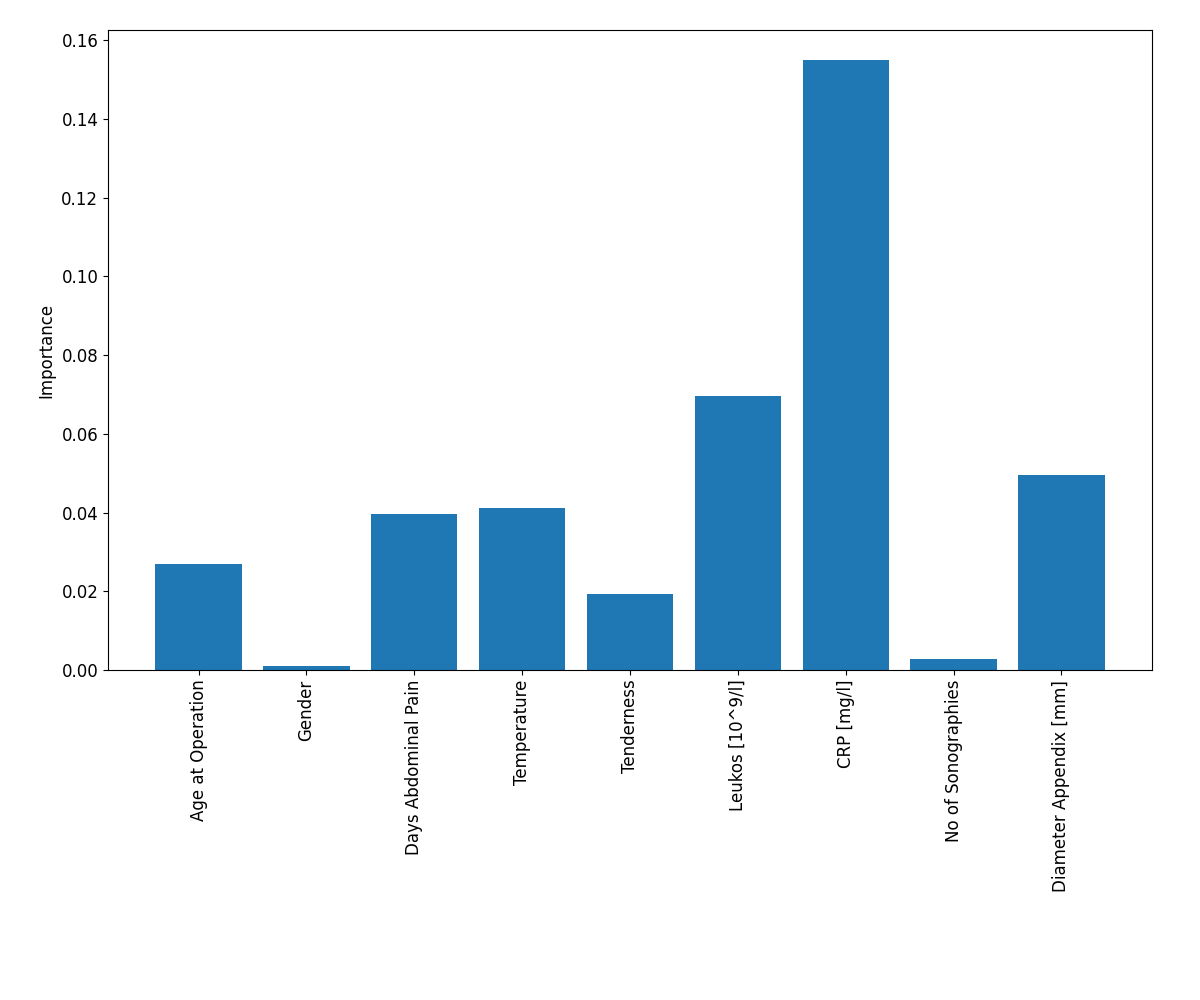 0.16
0.14
0.12
0.10
0.08
0.06
0.04
0.02
0.00
Importance
Age at Operation
Gender
Days Abdominal Pain
Temperature
Tenderness
Leukos [10^9/l]
CRP [mg/l]
No of Sonographies
Diameter Appendix [mm]